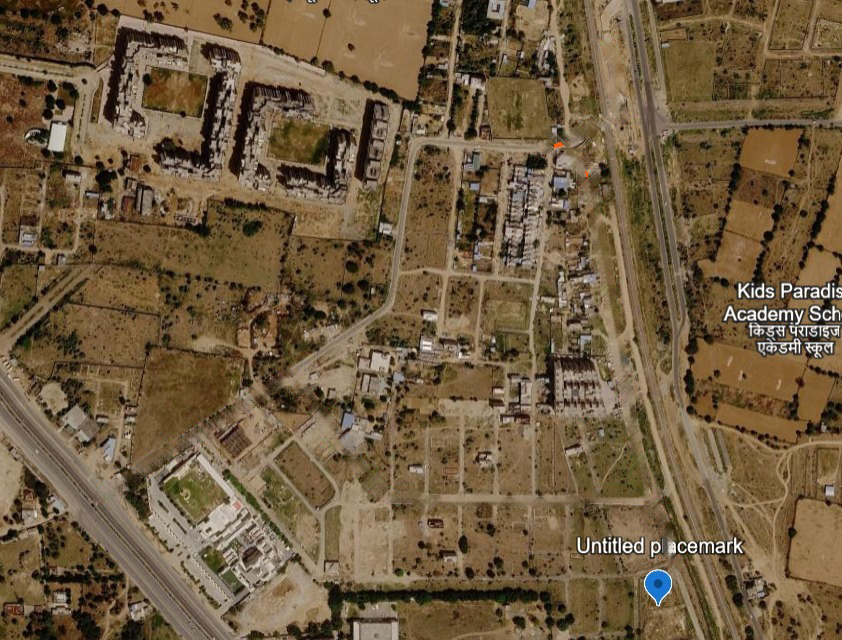 Kids Paradis
Academy Scho
किड्स पॅराडाइज
एकेडमी स्कूल
Untitled placemark